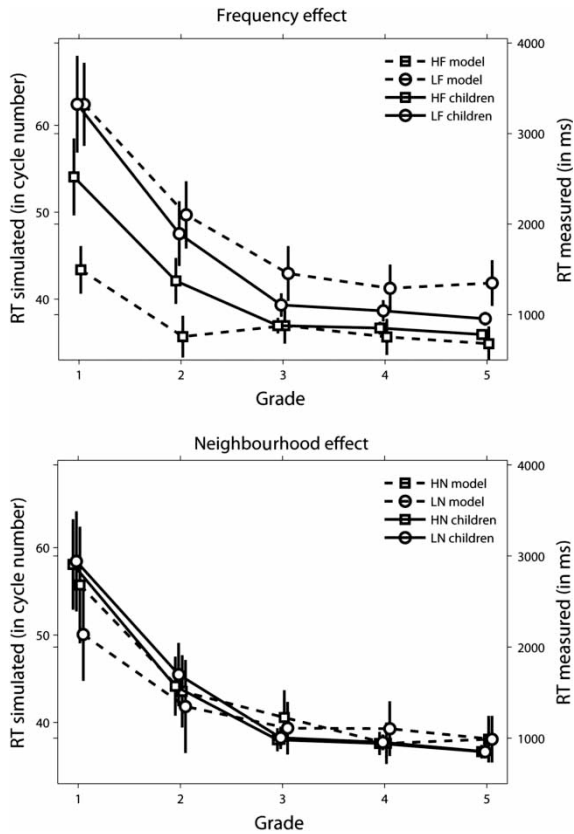 Frequency effect
RT simulated (in cycle number)
60
50
40
HF model
LF model
HF children
LF children
4000
3000
2000
1000
RT measured (in ms)
1 2 3 4 5
Grade
Neighbourhood effect
RT simulated (in cycle number)
60
50
40
HN model
LN model
HN children
LN children
4000
3000
2000
1000
RT measured (in ms)
1 2 3 4 5
Grade